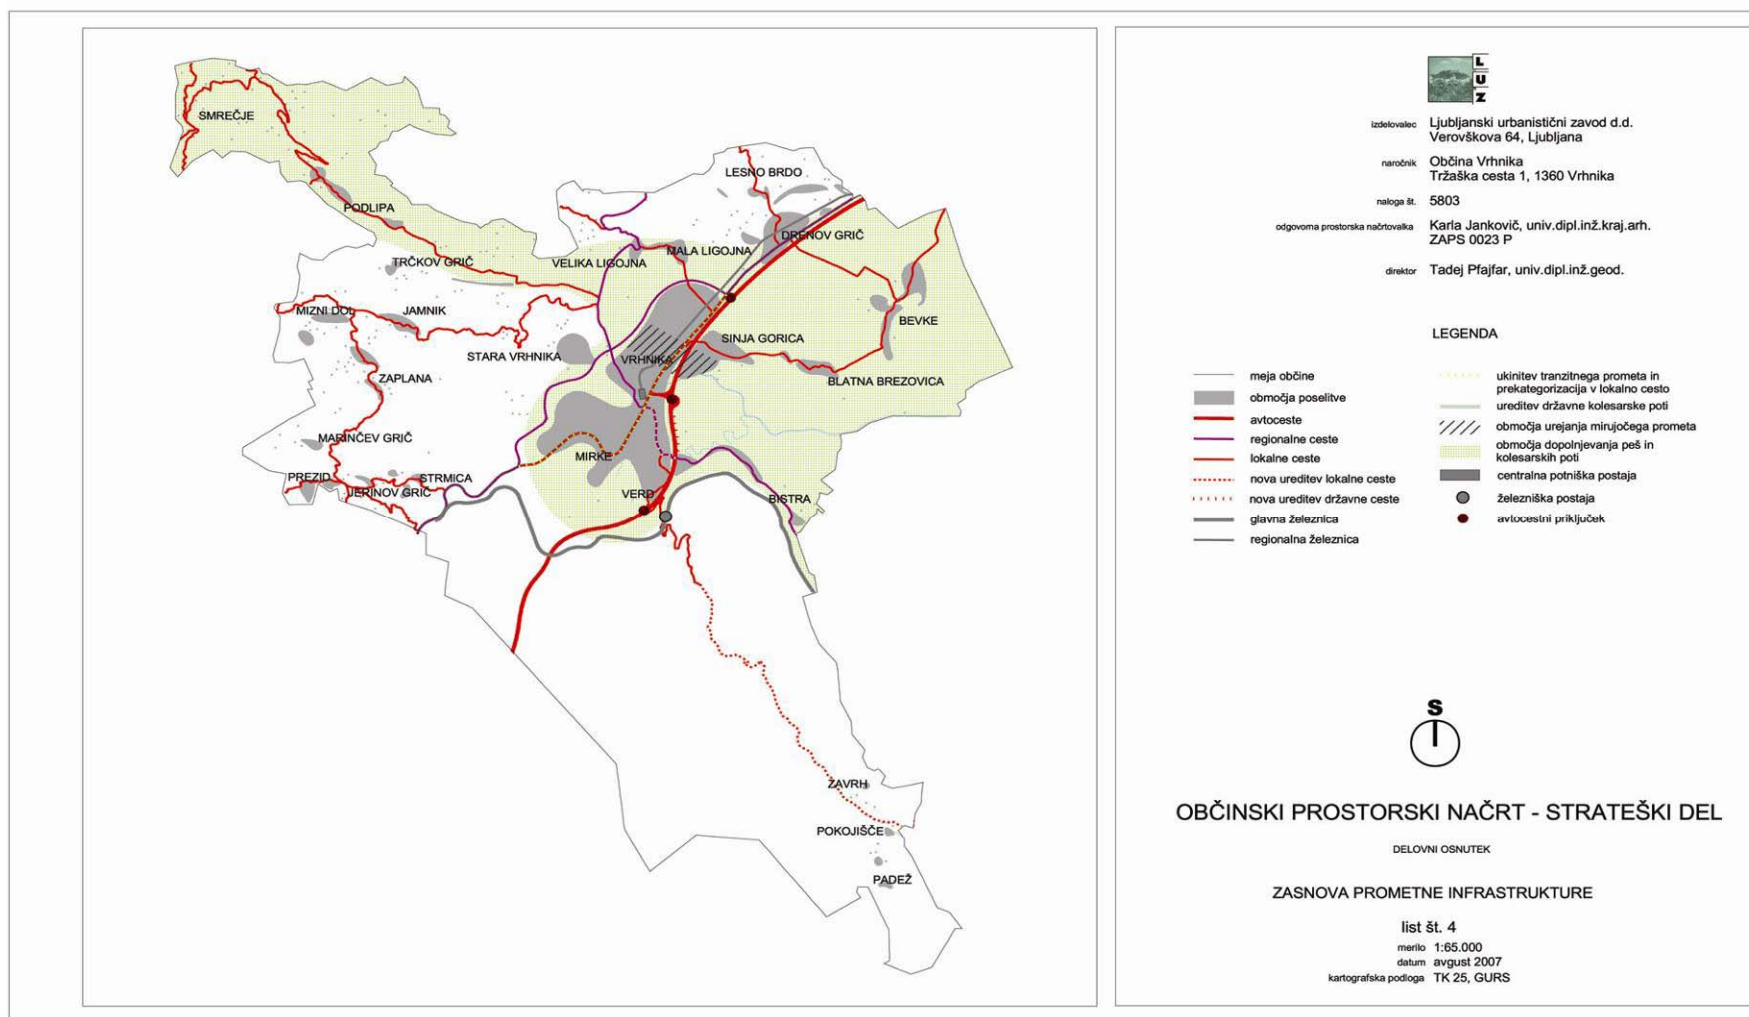 SMREČJE
LESNO BRDO
PODLIPA
DRENOV GRIČ
MALA LIGOJNA
VELIKA LIGOJNA
TRČKOV GRIČ
MIZNI DOL
JAMNIK
BEVKE
SINJA GORICA
STARA VRHNIKA
VRHNIKA
ZAPLANA
BLATNA BREZOVICA
MARINČEV GRIČ
MIRKE
PREZID
STRMICA
JERINOV GRIČ
VERD
BISTRA
ZAVRH
POKOJIŠČE
PADEŽ
L
U
Z
izdelovalec Ljubljanski urbanistični zavod d.d.
Verovškova 64, Ljubljana
naročnik Občina Vrhnika
Tržaška cesta 1, 1360 Vrhnika
naloga št. 5803
odgovorna prostorska načrtovalka Karla Jankovič, univ.dipl.inž.kraj.arh.
ZAPS 0023 P
direktor Tadej Pfajfar, univ.dipl.inž.geod.
LEGENDA
meja občine
območja poselitve
avtoceste
regionalne ceste
lokalne ceste
nova ureditev lokalne ceste
nova ureditev državne ceste
glavna železnica
regionalna železnica
ukinitev tranzitnega prometa in
prekategorizacija v lokalno cesto
ureditev državne kolesarske poti
območja urejanja mirujočega prometa
območja dopolnjevanja peš in
kolesarskih poti
centralna potniška postaja
železniška postaja
avtocestni priključek
S
OBČINSKI PROSTORSKI NAČRT - STRATEŠKI DEL
DELOVNI OSNUTEK
ZASNOVA PROMETNE INFRASTRUKTURE
list št. 4
merilo 1:65.000
datum avgust 2007
kartografska podloga TK 25, GURS